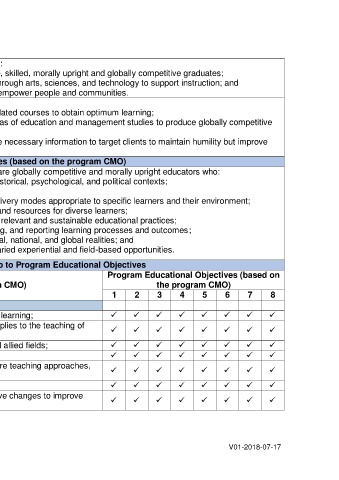 :
, skilled, morally upright and globally competitive graduates;
rough arts, sciences, and technology to support instruction; and
empower people and communities.
lated courses to obtain optimum learning;
as of education and management studies to produce globally competitive
e necessary information to target clients to maintain humility but improve
es (based on the program CMO)
are globally competitive and morally upright educators who:
storical, psychological, and political contexts;
livery modes appropriate to specific learners and their environment;
and resources for diverse learners;
relevant and sustainable educational practices;
g, and reporting learning processes and outcomes;
al, national, and global realities; and
aried experiential and field-based opportunities.
p to Program Educational Objectives
m CMO)
Program Educational Objectives (based on
the program CMO)
1 2 3 4 5 6 7 8
learning; ✓ ✓ ✓ ✓ ✓ ✓ ✓ ✓
plies to the teaching of ✓ ✓ ✓ ✓ ✓ ✓ ✓ ✓
l allied fields; ✓ ✓ ✓ ✓ ✓ ✓ ✓ ✓
✓ ✓ ✓ ✓ ✓ ✓ ✓ ✓
re teaching approaches, ✓ ✓ ✓ ✓ ✓ ✓ ✓ ✓
✓ ✓ ✓ ✓ ✓ ✓ ✓ ✓
ve changes to improve ✓ ✓ ✓ ✓ ✓ ✓ ✓ ✓
V01-2018-07-17